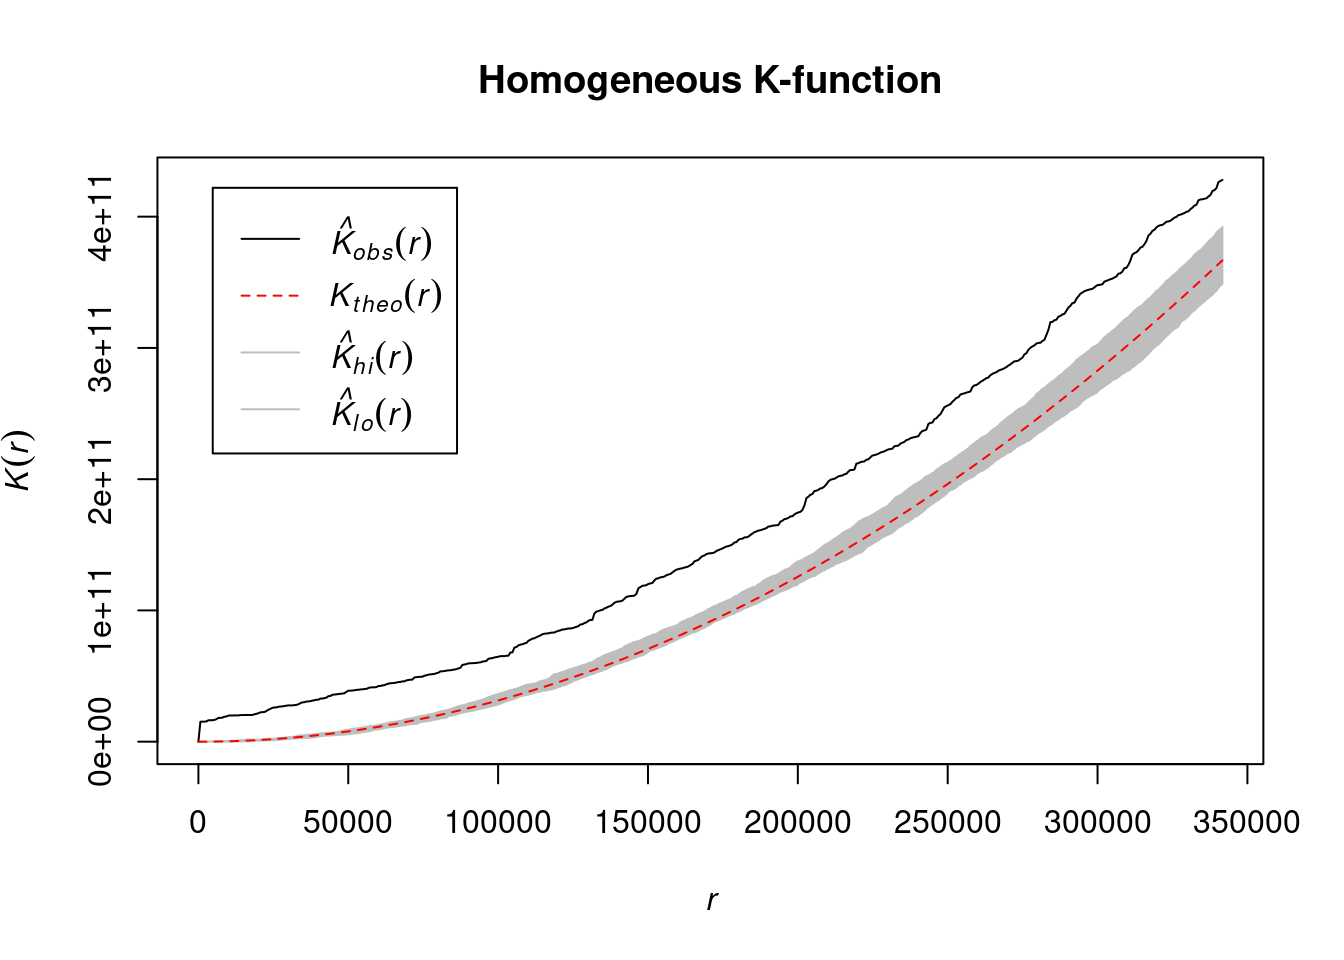 Homogeneous K-function
K̂obs(r)
Ktheo(r)
K̂hi(r)
K̂lo(r)
K(r)
4e+11
3e+11
2e+11
1e+11
0e+00
0 50000 100000 150000 200000 250000 300000 350000
r